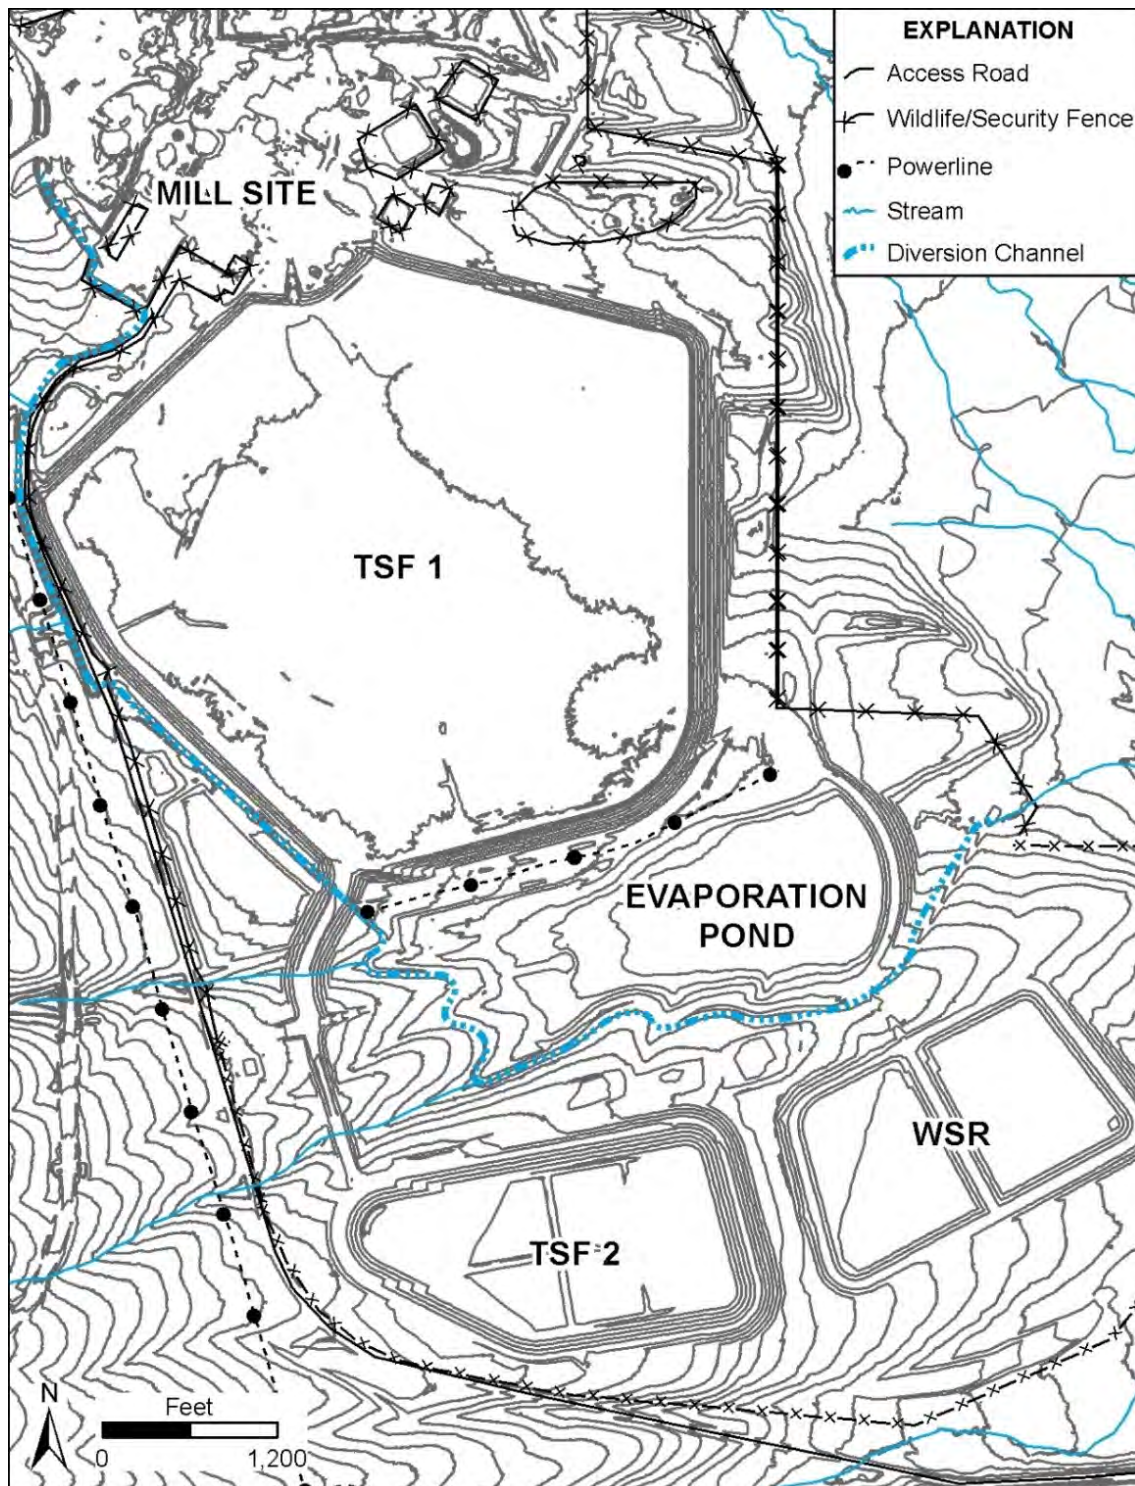 EXPLANATION
Access Road
Wildlife/Security Fence
Powerline
Stream
Diversion Channel
MILL SITE
TSF 1
EVAPORATION
POND
WSR
TSF 2
N
Feet
0
1,200